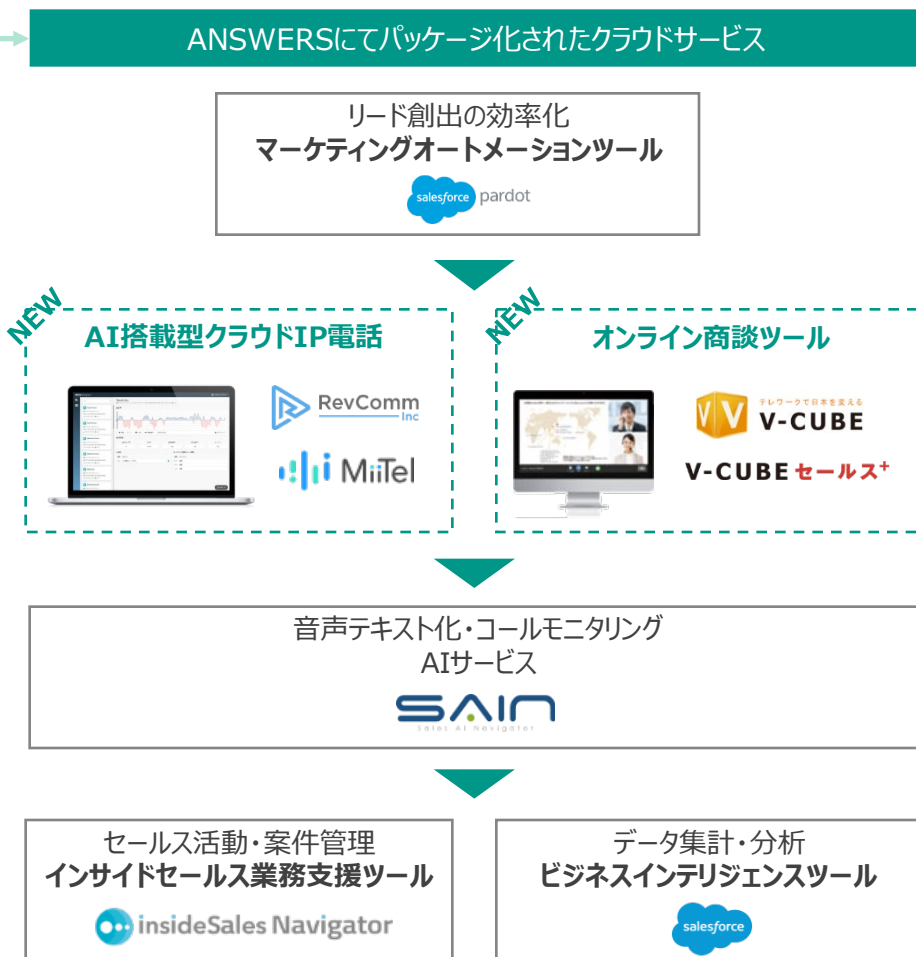 ANSWERSにてパッケージ化されたクラウドサービス
リード創出の効率化
マーケティングオートメーションツール
salesforce pardot
NEW
AI搭載型クラウドIP電話
RevComm
Inc
MiiTel
NEW
オンライン商談ツール
テレワークで日本を変える
V-CUBE
V-CUBE セールス+
音声テキスト化・コールモニタリング
AIサービス
SAIN
Sales AI Navigator
セールス活動・案件管理
インサイドセールス業務支援ツール
insideSales Navigator
データ集計・分析
ビジネスインテリジェンスツール
salesforce